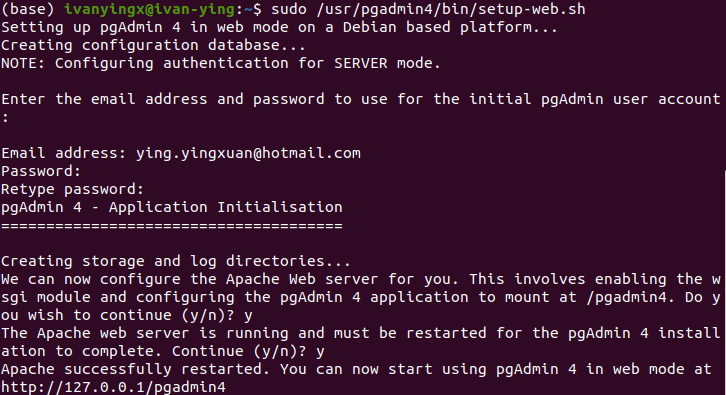 (base) ivanyingx@ivan-ying:~$ sudo /usr/pgadmin4/bin/setup-web.sh
Setting up pgAdmin 4 in web mode on a Debian based platform...
Creating configuration database...
NOTE: Configuring authentication for SERVER mode.
Enter the email address and password to use for the initial pgAdmin user account
:
Email address: ying.yingxuan@hotmail.com
Password:
Retype password:
pgAdmin 4 - Application Initialisation
======================================
Creating storage and log directories...
We can now configure the Apache Web server for you. This involves enabling the w
sgi module and configuring the pgAdmin 4 application to mount at /pgadmin4. Do y
ou wish to continue (y/n)? y
The Apache web server is running and must be restarted for the pgAdmin 4 install
ation to complete. Continue (y/n)? y
Apache successfully restarted. You can now start using pgAdmin 4 in web mode at
http://127.0.0.1/pgadmin4